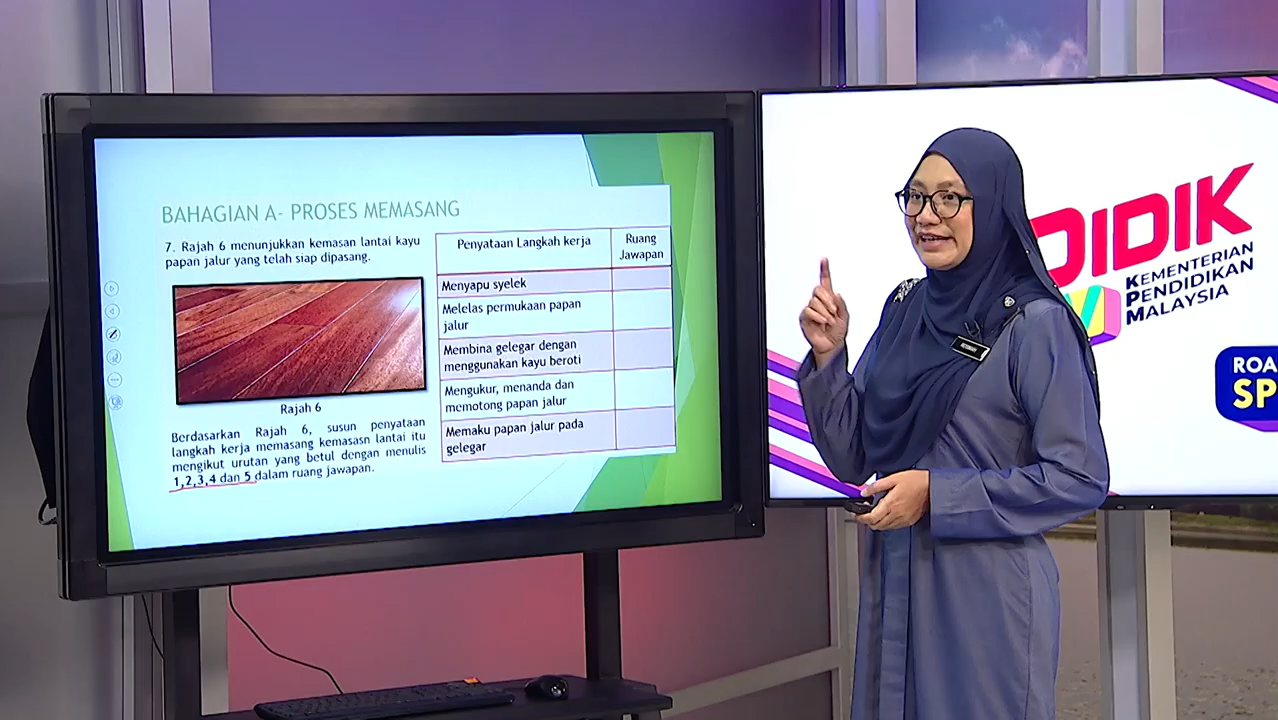 BAHAGIAN A- PROSES MEMASANG
7. Rajah 6 menunjukkan kemasan lantai kayu
papan jalur yang telah siap dipasang.
Rajah 6
Berdasarkan Rajah 6, susun penyataan
langkah kerja memasang kemasasn lantai itu
mengikut urutan yang betul dengan menulis
1,2,3,4 dan 5 dalam ruang jawapan.
Penyataan Langkah kerja
Ruang
Jawapan
Menyapu syelek
Melelas permukaan papan
jalur
Membina gelegar dengan
menggunakan kayu beroti
Mengukur, menanda dan
memotong papan jalur
Memaku papan jalur pada
gelegar
DIDIK
KEMENTERIAN
PENDIDIKAN
MALAYSIA
ROA
SP